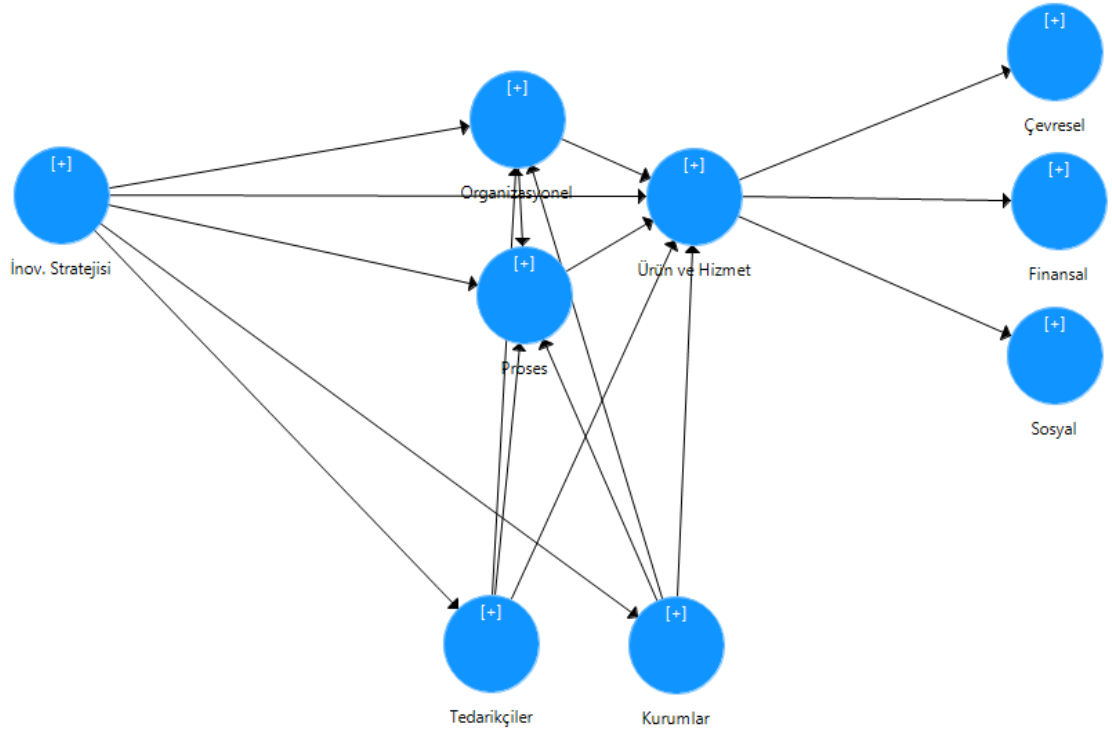 [+]
Çevresel
[+]
Organizasyonel
[+]
İnov. Stratejisi
[+]
Ürün ve Hizmet
[+]
Finansal
[+]
Proses
[+]
Sosyal
[+]
Tedarikçiler
[+]
Kurumlar